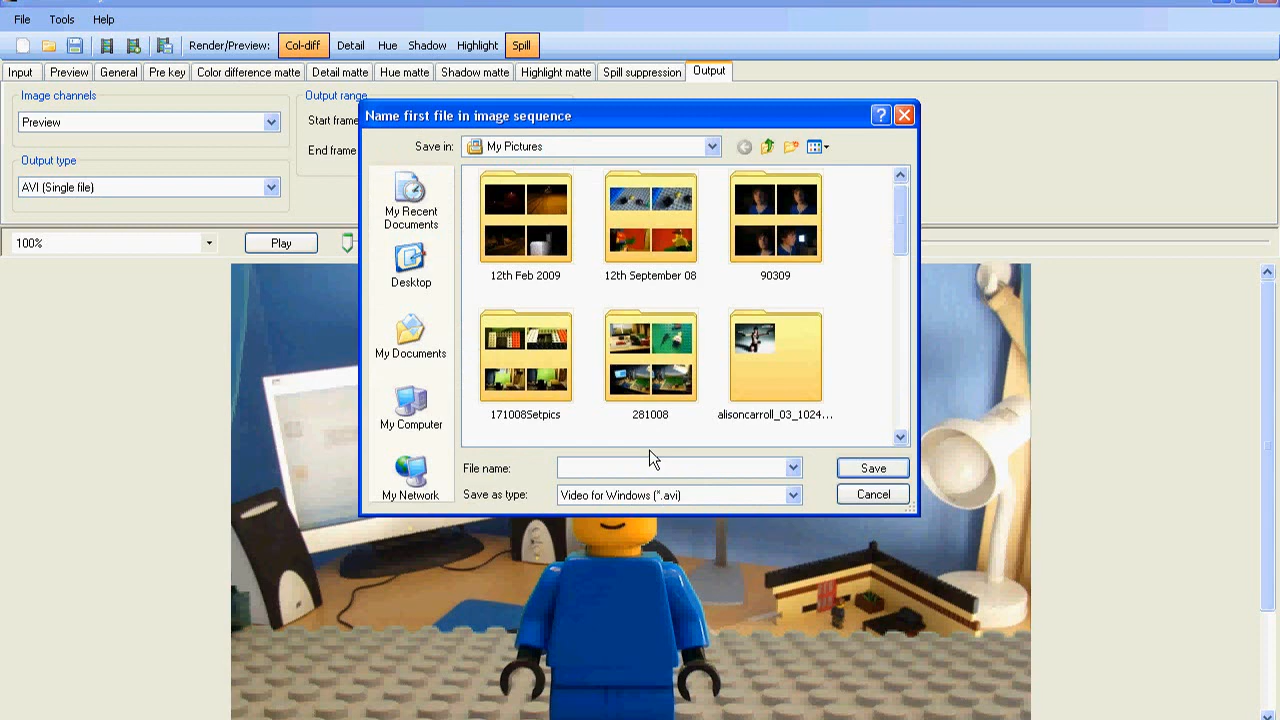 File Tools Help
Render/Preview: Col-diff Detail Hue Shadow Highlight Spill
Input Preview General Pre key Color difference matte Detail matte Hue matte Shadow matte Highlight matte Spill suppression Output
Image channels
Preview
Output type
AVI (Single file)
Output range
Start frame
End frame
100%
Play
Name first file in image sequence
Save in: My Pictures
My Recent
Documents
Desktop
My Documents
My Computer
My Network
12th Feb 2009 12th September 08 90309
171008Setpics 281008 alisoncarroll_03_1024...
File name:
Save
Save as type: Video for Windows (*.avi)
Cancel